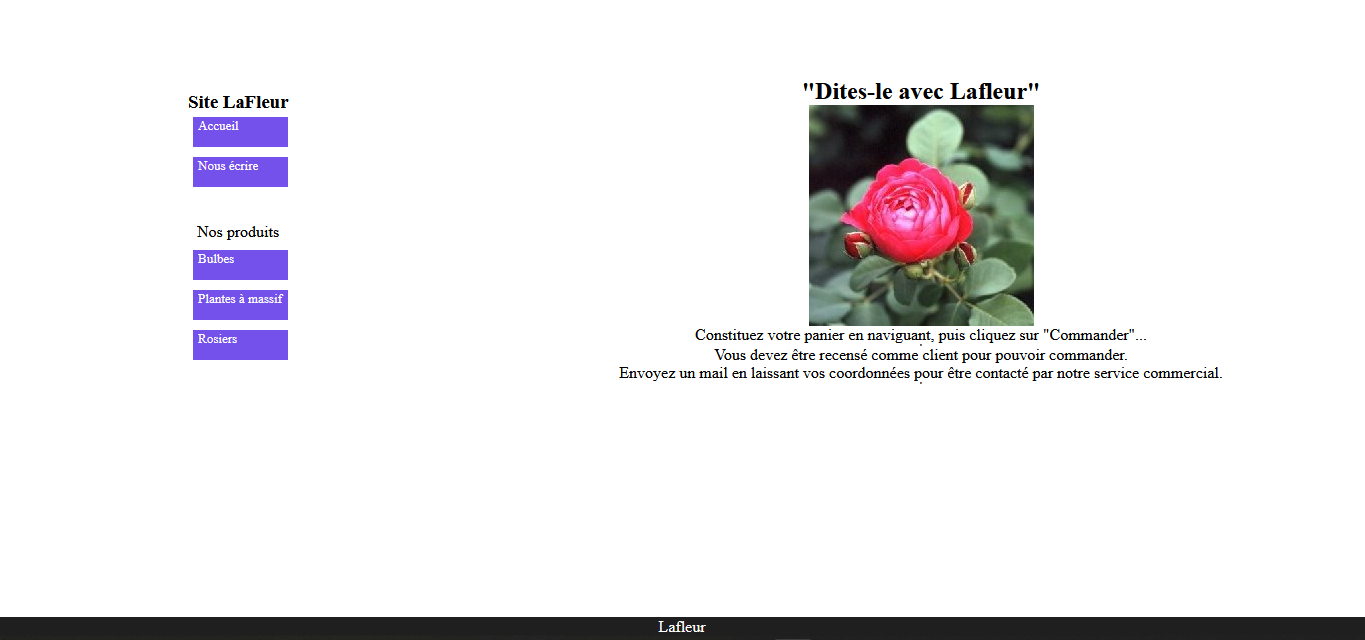 Site LaFleur
Accueil
Nous écrire
Nos produits
Bulbes
Plantes à massif
Rosiers
"Dites-le avec Lafleur"
Constituez votre panier en naviguant, puis cliquez sur "Commander"...
Vous devez être recensé comme client pour pouvoir commander.
Envoyez un mail en laissant vos coordonnées pour être contacté par notre service commercial.
Lafleur